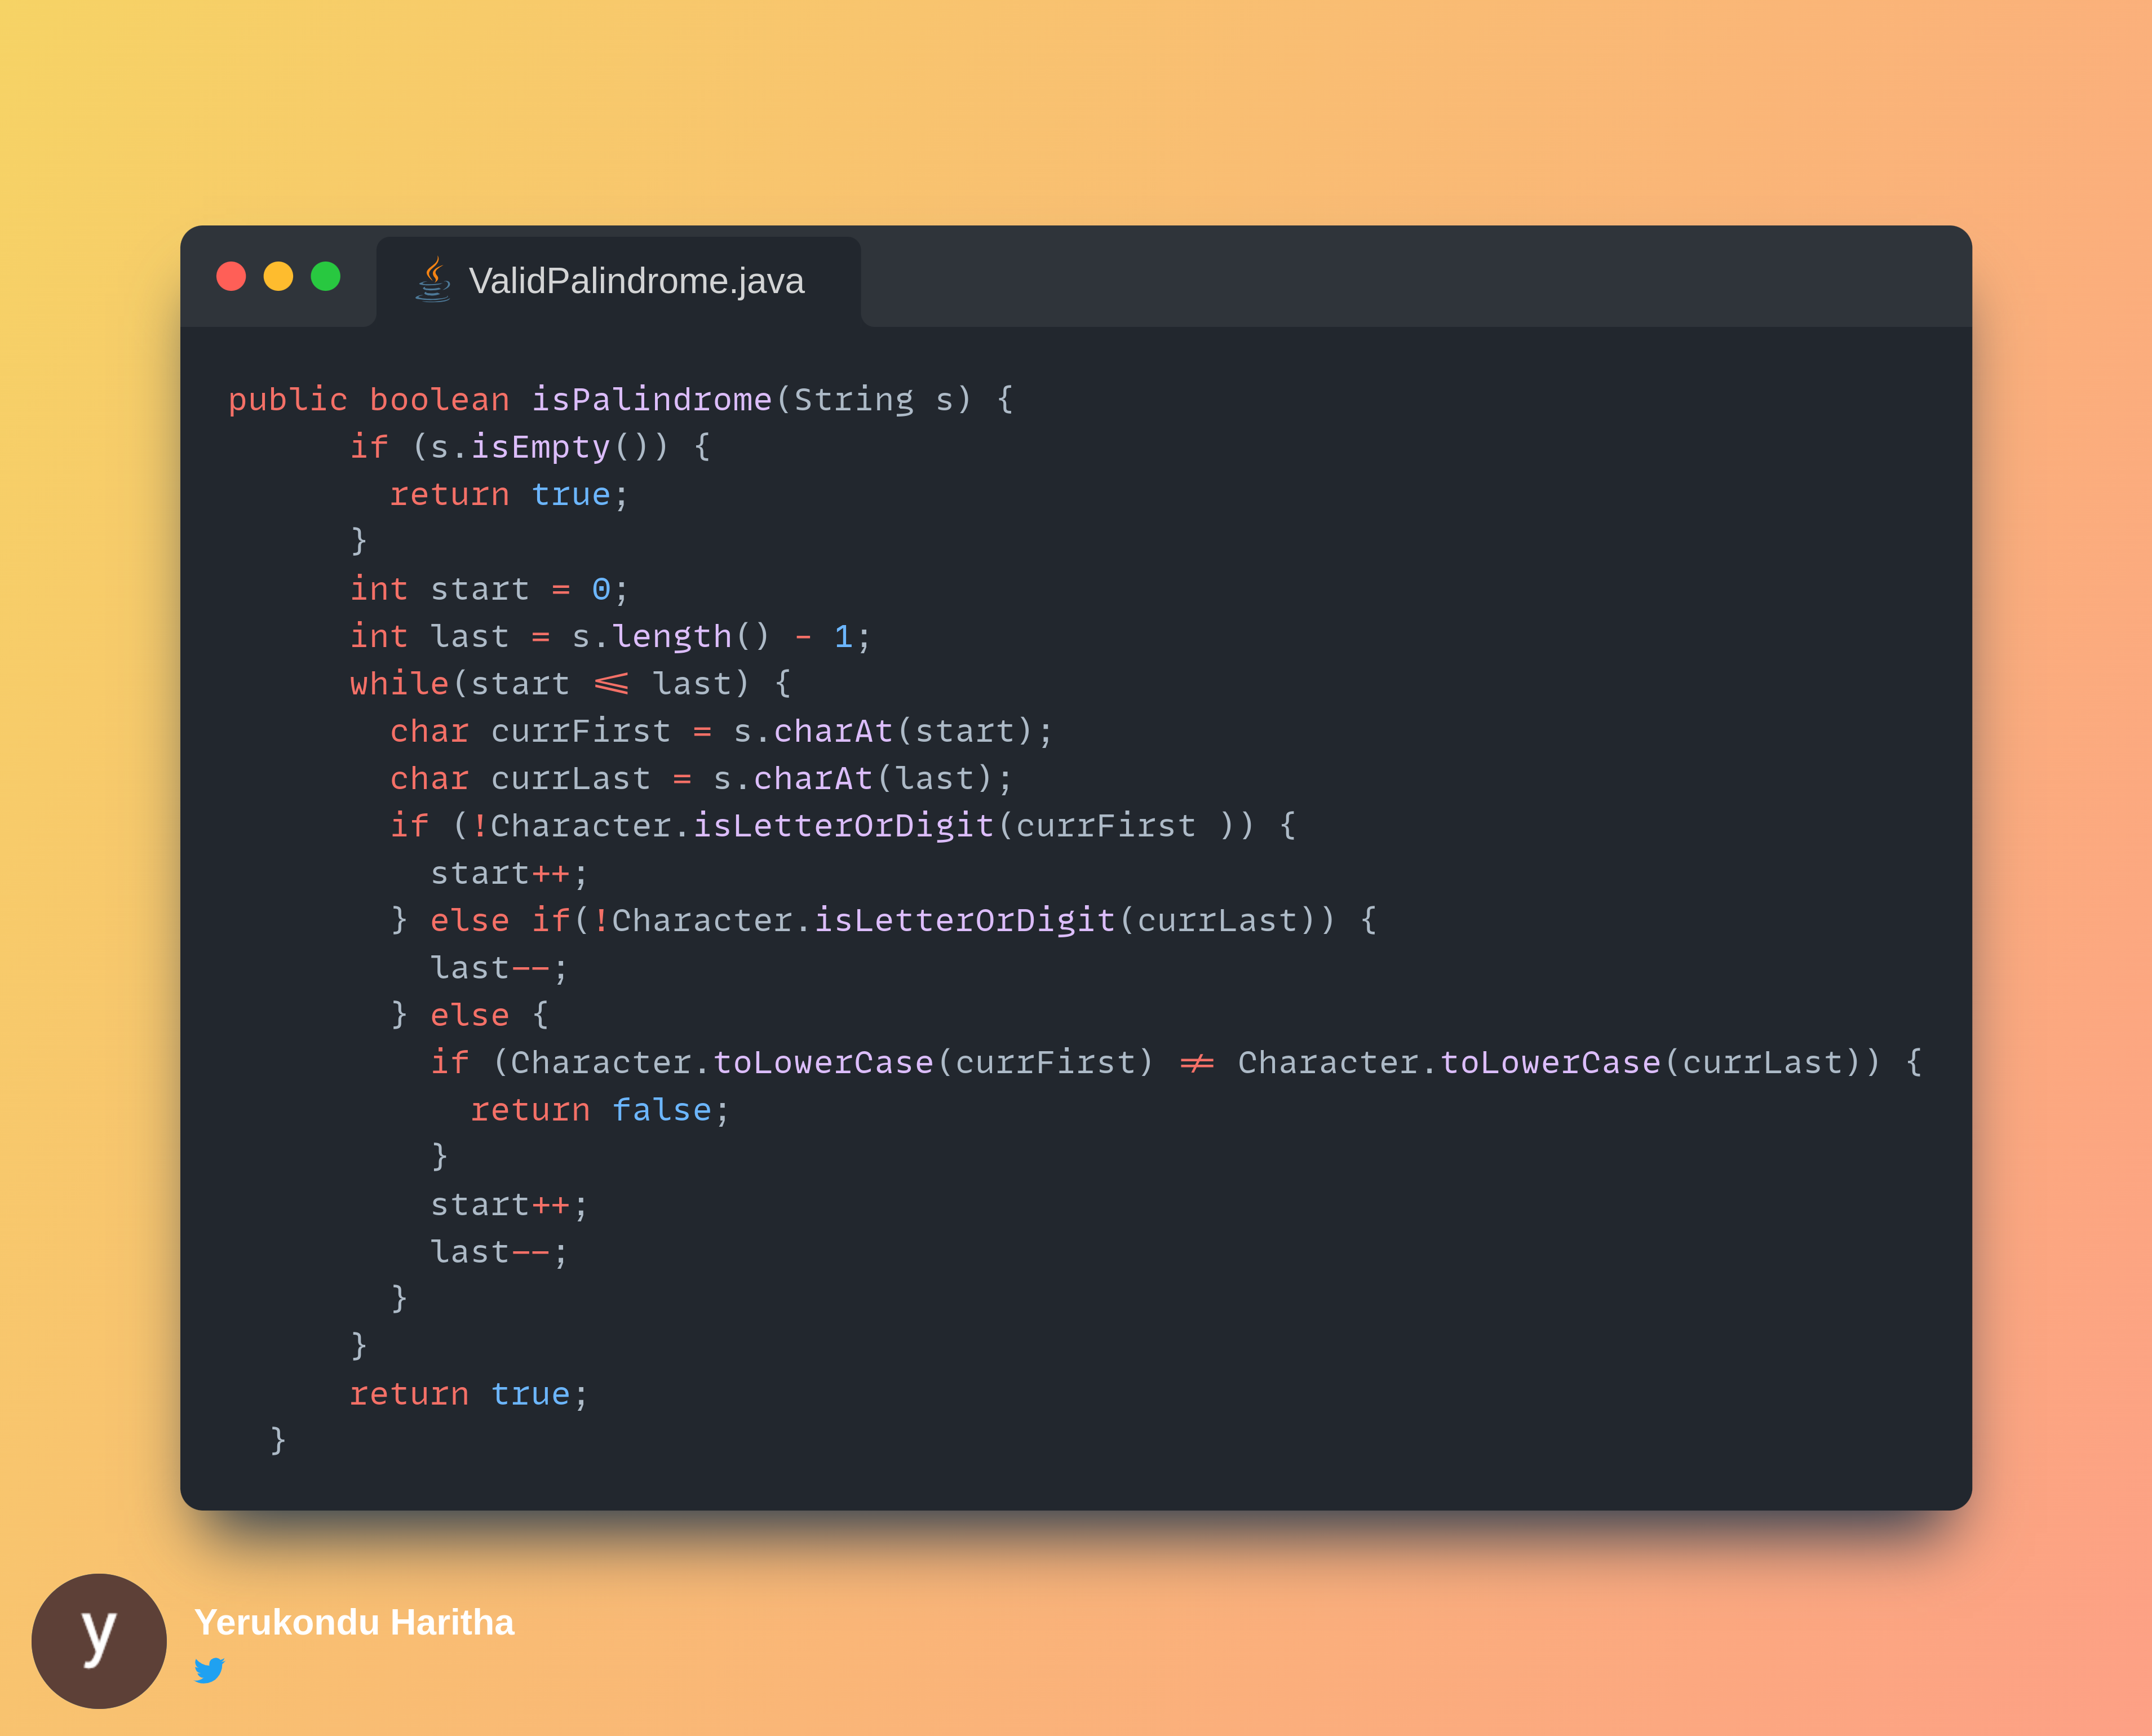 ValidPalindrome.java
public boolean isPalindrome(String s) {
      if (s.isEmpty()) {
        return true;
      }
      int start = 0;
      int last = s.length() - 1;
      while(start <= last) {
        char currFirst = s.charAt(start);
        char currLast = s.charAt(last);
        if (!Character.isLetterOrDigit(currFirst )) {
          start++;
        } else if(!Character.isLetterOrDigit(currLast)) {
          last--;
        } else {
          if (Character.toLowerCase(currFirst) != Character.toLowerCase(currLast)) {
            return false;
          }
          start++;
          last--;
        }
      }
      return true;
  }
y
Yerukondu Haritha